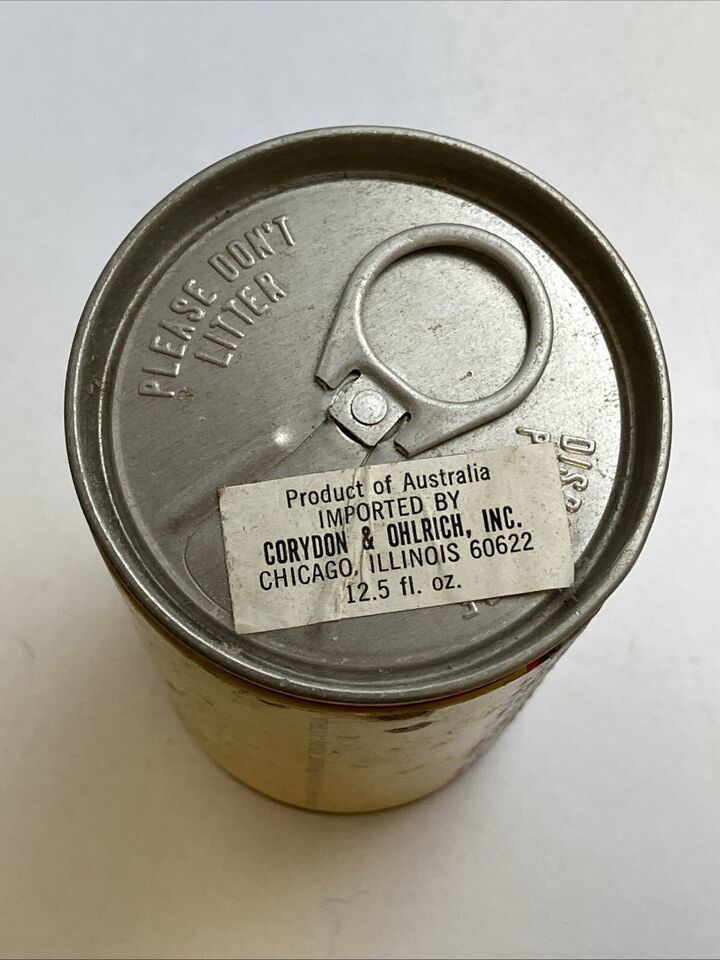 PLEASE DON'T
LITTER
Product of Australia
IMPORTED BY
CORYDON & OHLRICH, INC.
CHICAGO, ILLINOIS 60622
12.5 fl. oz.